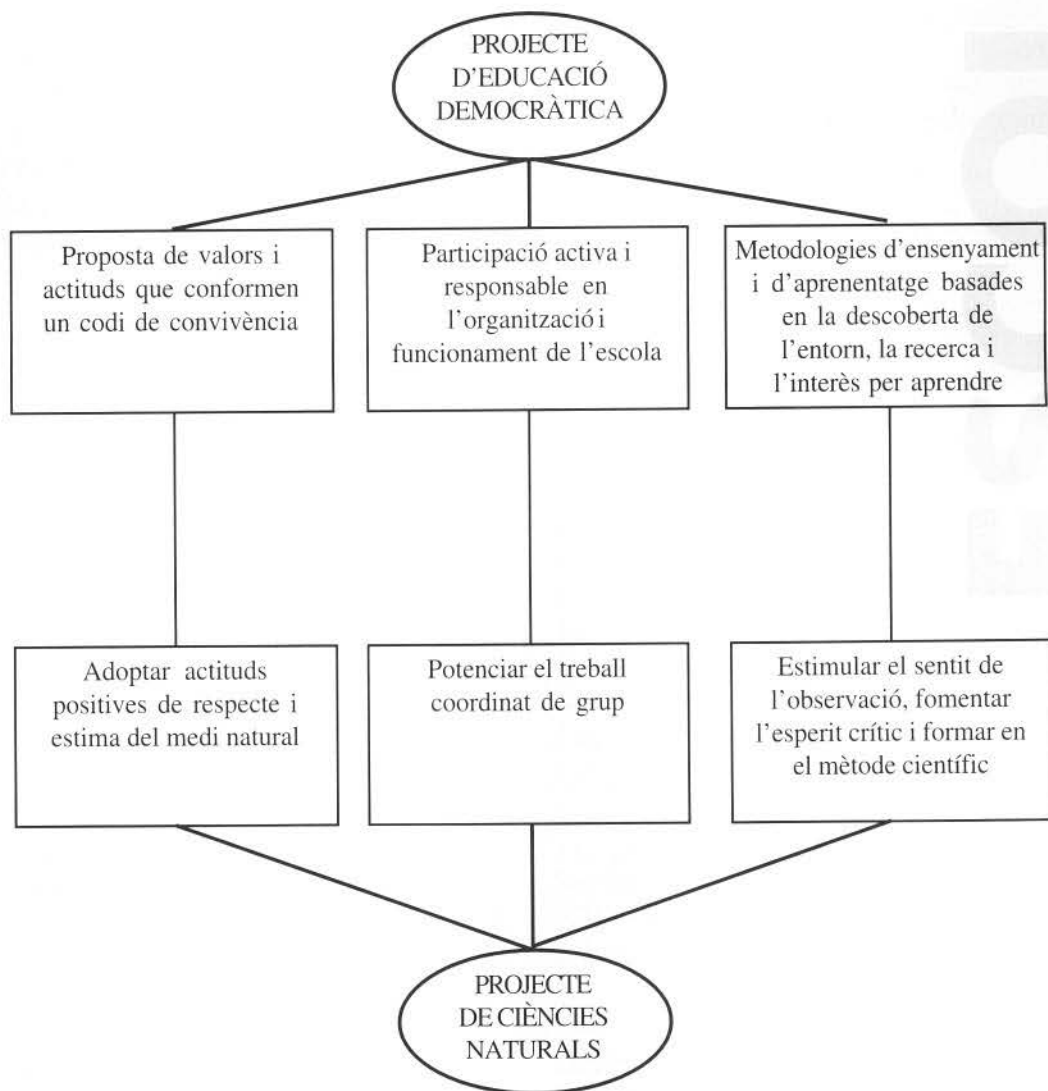 PROJECTE
D'EDUCACIÓ
DEMOCRÀTICA
Proposta de valors i
actituds que conformen
un codi de convivència
Participació activa i
responsable en
l'organització i
funcionament de l'escola
Metodologies d'ensenyament
i d'aprenentatge basades
en la descoberta de
l'entorn, la recerca i
l'interès per aprendre
Adoptar actituds
positives de respecte i
estima del medi natural
Potenciar el treball
coordinat de grup
Estimular el sentit de
l'observació, fomentar
l'esperit crític i formar en
el mètode científic
PROJECTE
DE CIÈNCIES
NATURALS